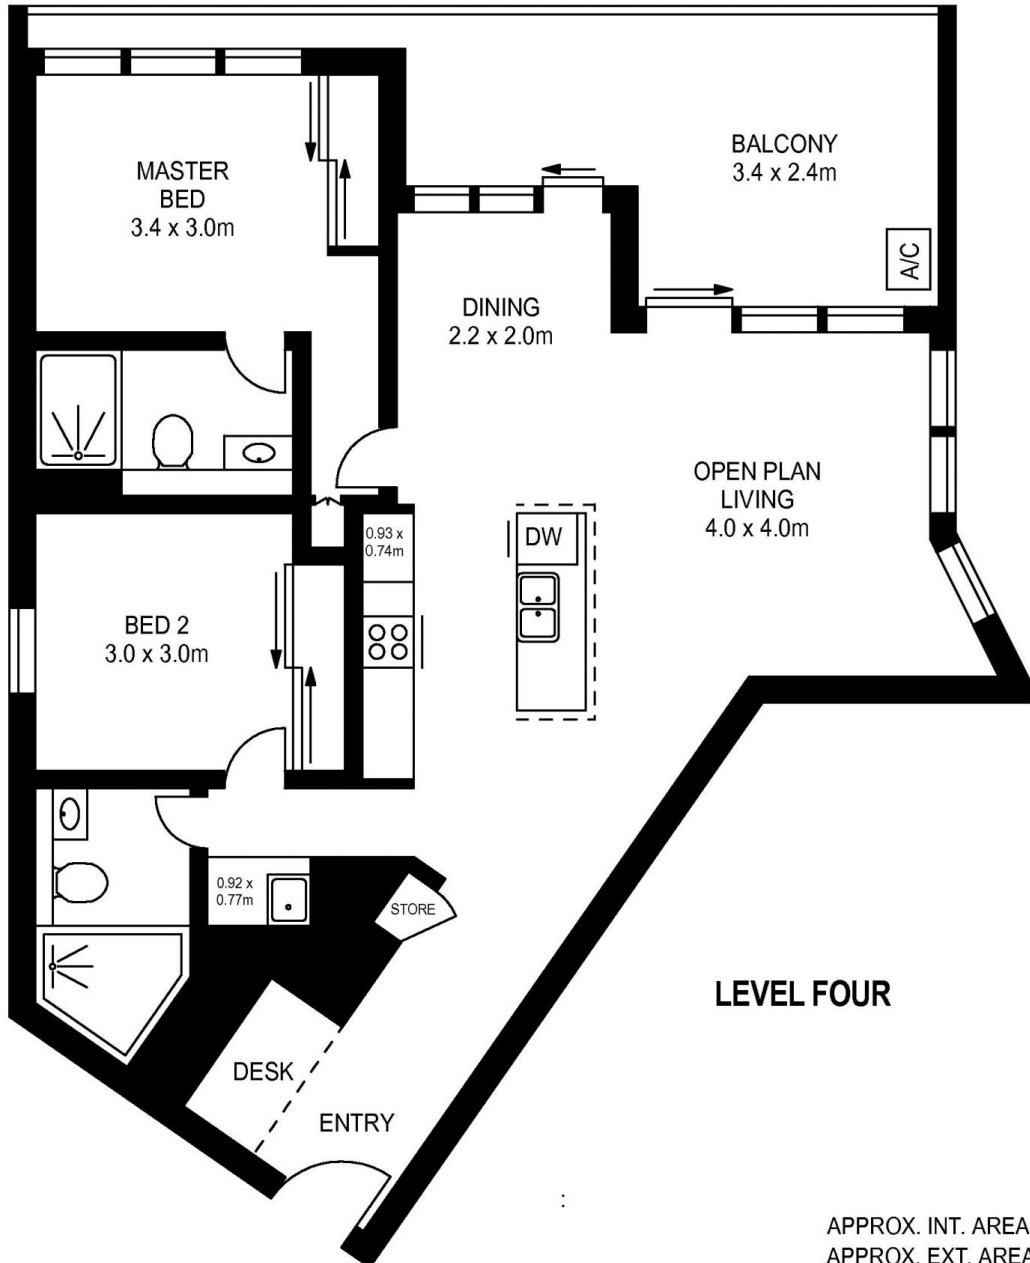 MASTER
BED
3.4 x 3.0m
BALCONY
3.4 x 2.4m
A/C
DINING
2.2 x 2.0m
OPEN PLAN
LIVING
4.0 x 4.0m
0.93 x
0.74m
DW
BED 2
3.0 x 3.0m
0.92 x
0.77m
STORE
LEVEL FOUR
DESK
ENTRY
:
APPROX. INT. AREA
APPROX. EXT. AREA